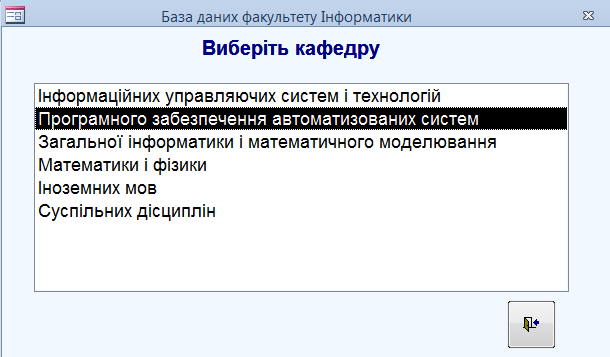 База даних факультету Інформатики
Виберіть кафедру
Інформаційних управляючих систем і технологій
Програмного забезпечення автоматизованих систем
Загальної інформатики і математичного моделювання
Математики і фізики
Іноземних мов
Суспільних дісциплін